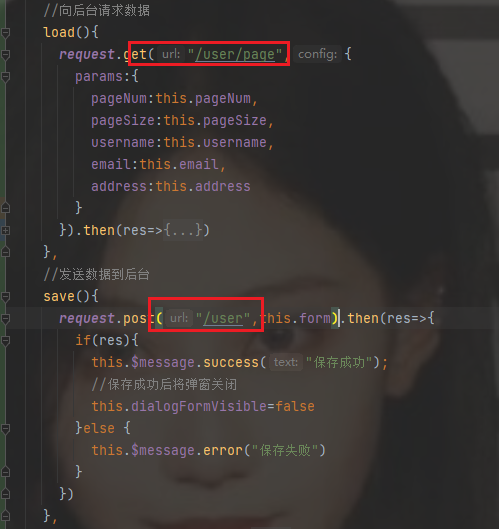 //向后台请求数据
load(){
request.get( url: "/user/page", config: {
params:{
pageNum:this.pageNum,
pageSize:this.pageSize,
username:this.username,
email:this.email,
address:this.address
}
}).then(res=>{...})
},
//发送数据到后台
save(){
request.post( url: "/user",this.form).then(res=>{
if(res){
this.$message.success( text: "保存成功");
//保存成功后将弹窗关闭
this.dialogFormVisible=false
}else {
this.$message.error("保存失败")
}
})
},